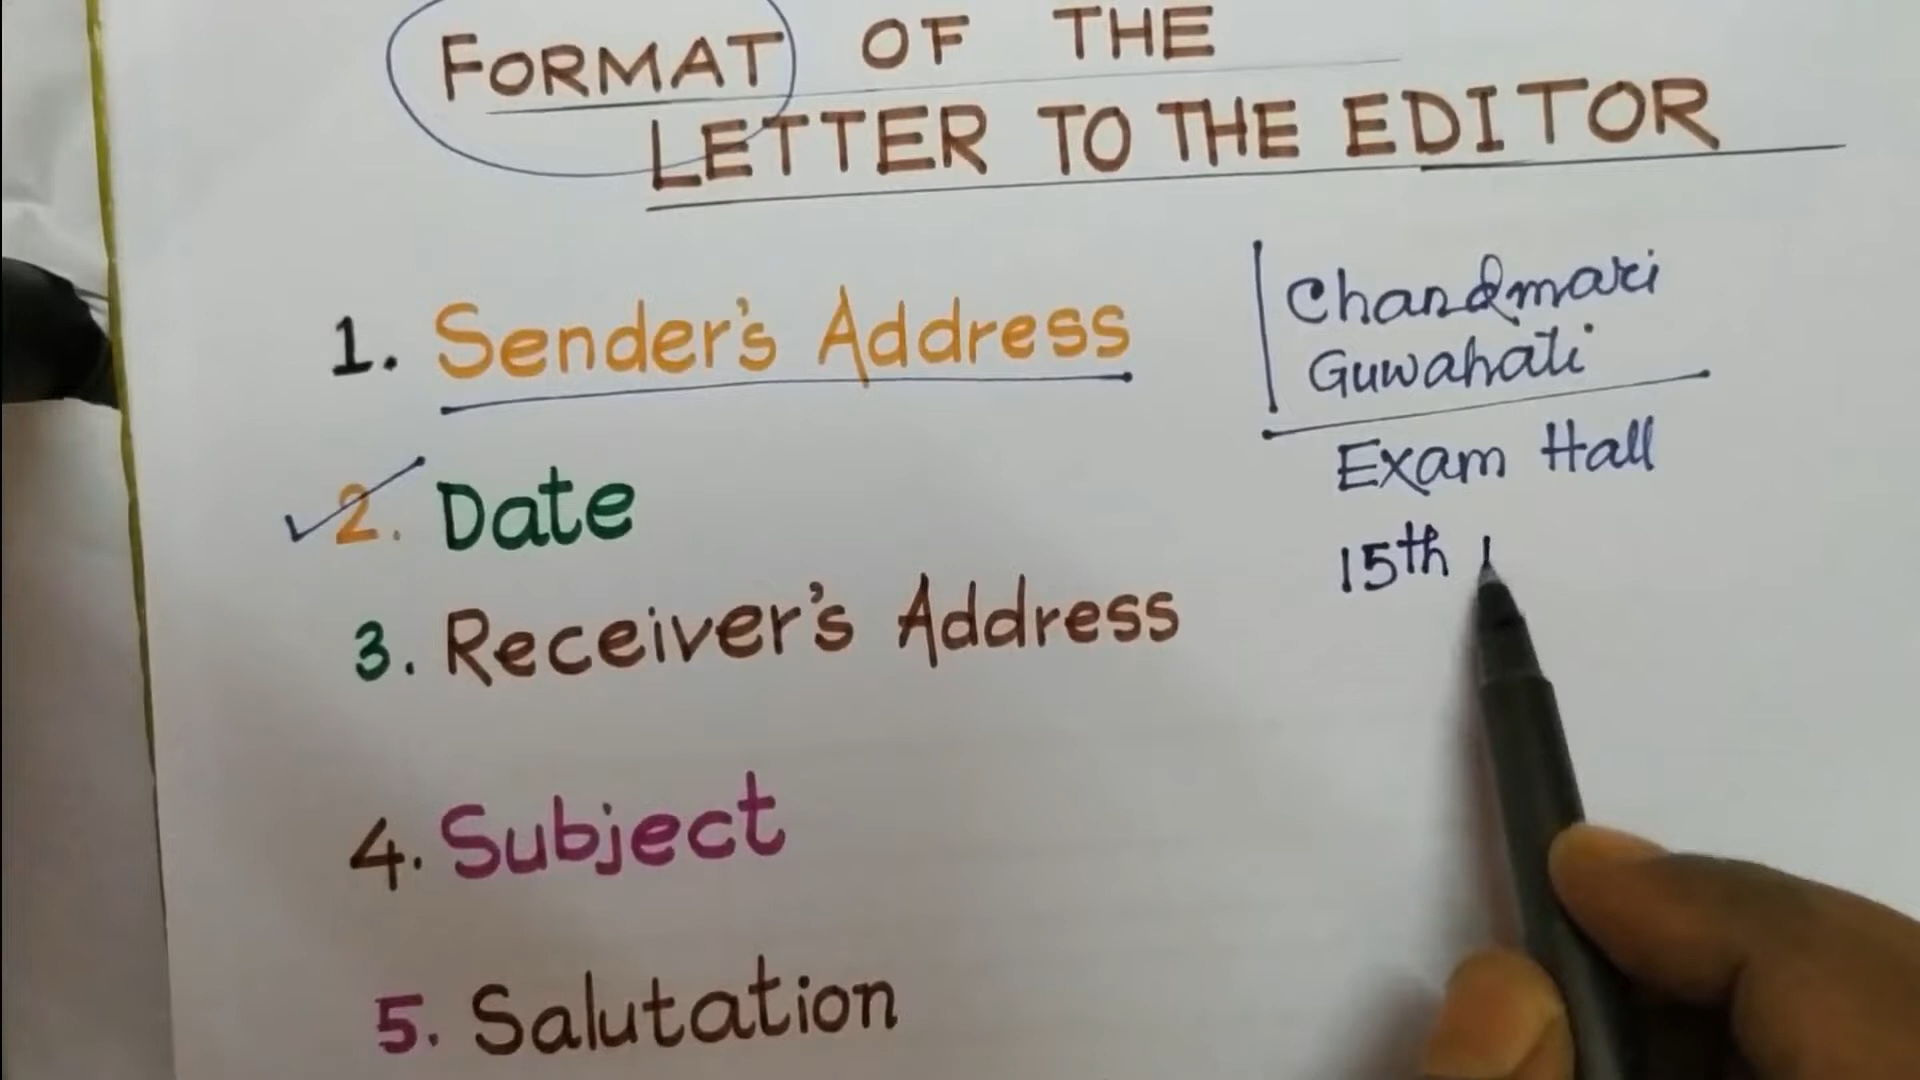 FORMAT OF THE
LETTER TO THE EDITOR
1. Sender's Address
Chandmari
Guwahati
Exam Hall
2. Date
15th
3. Receiver's Address
4. Subject
5. Salutation